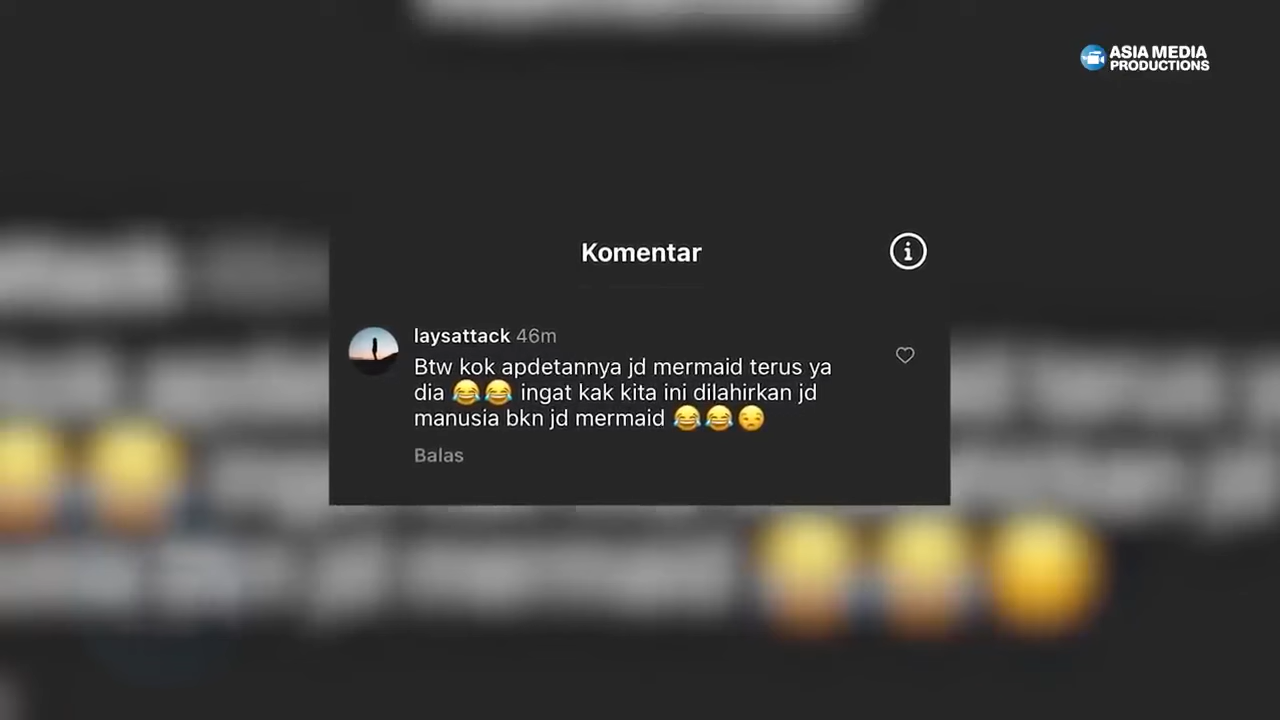 ASIA MEDIA
PRODUCTIONS
Komentar
laysattack 46m
Btw kok apdetannya jd mermaid terus ya
dia 😂😂 ingat kak kita ini dilahirkan jd
manusia bkn jd mermaid 😂😂😒
Balas